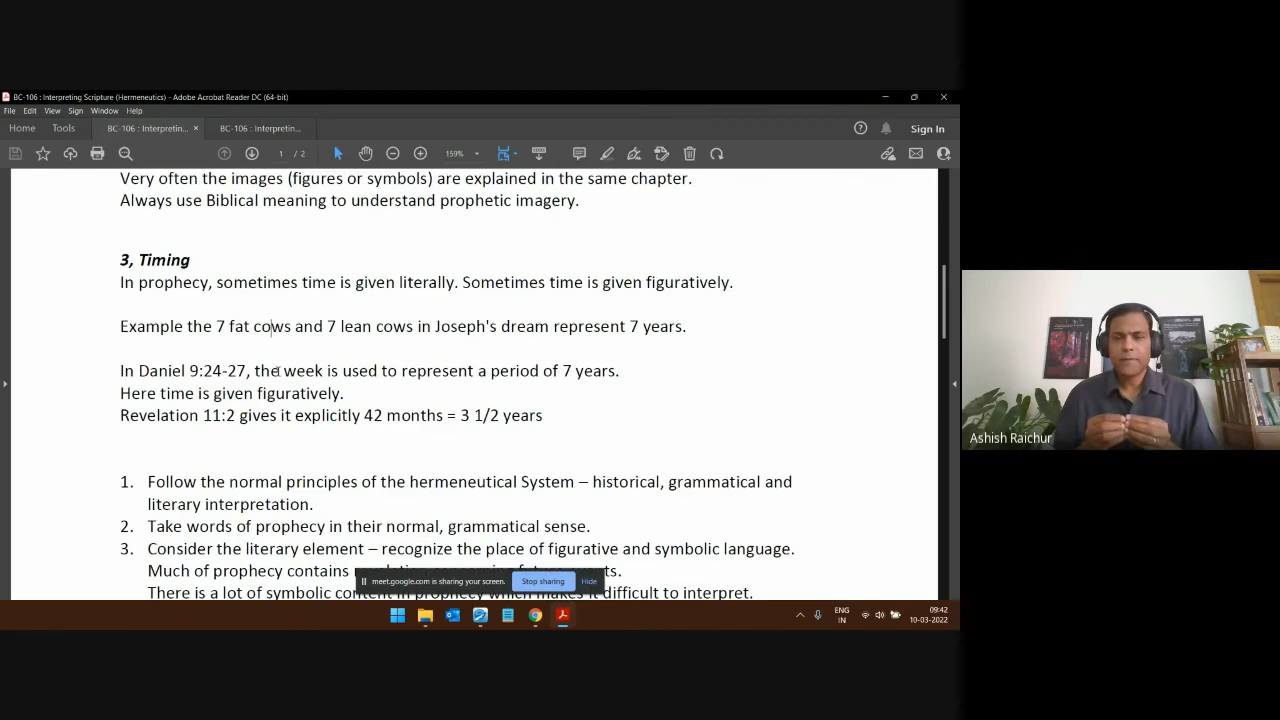 BC-106 : Interpreting Scripture (Hermeneutics) - Adobe Acrobat Reader DC (64-bit)
File Edit View Sign Window Help
Home Tools BC-106 : Interpretin... × BC-106 : Interpretin... Sign In
1 / 2 159%
Very often the images (figures or symbols) are explained in the same chapter.
Always use Biblical meaning to understand prophetic imagery.
3, Timing
In prophecy, sometimes time is given literally. Sometimes time is given figuratively.
Example the 7 fat cows and 7 lean cows in Joseph's dream represent 7 years.
In Daniel 9:24-27, the week is used to represent a period of 7 years.
Here time is given figuratively.
Revelation 11:2 gives it explicitly 42 months = 3 1/2 years
Ashish Raichur
1. Follow the normal principles of the hermeneutical System – historical, grammatical and
literary interpretation.
2. Take words of prophecy in their normal, grammatical sense.
3. Consider the literary element – recognize the place of figurative and symbolic language.
Much of prophecy contains
meet.google.com is sharing your screen. Stop sharing Hide
There is a lot of symbolic content in prophecy which makes it difficult to interpret.
ENG
IN
09:42
10-03-2022